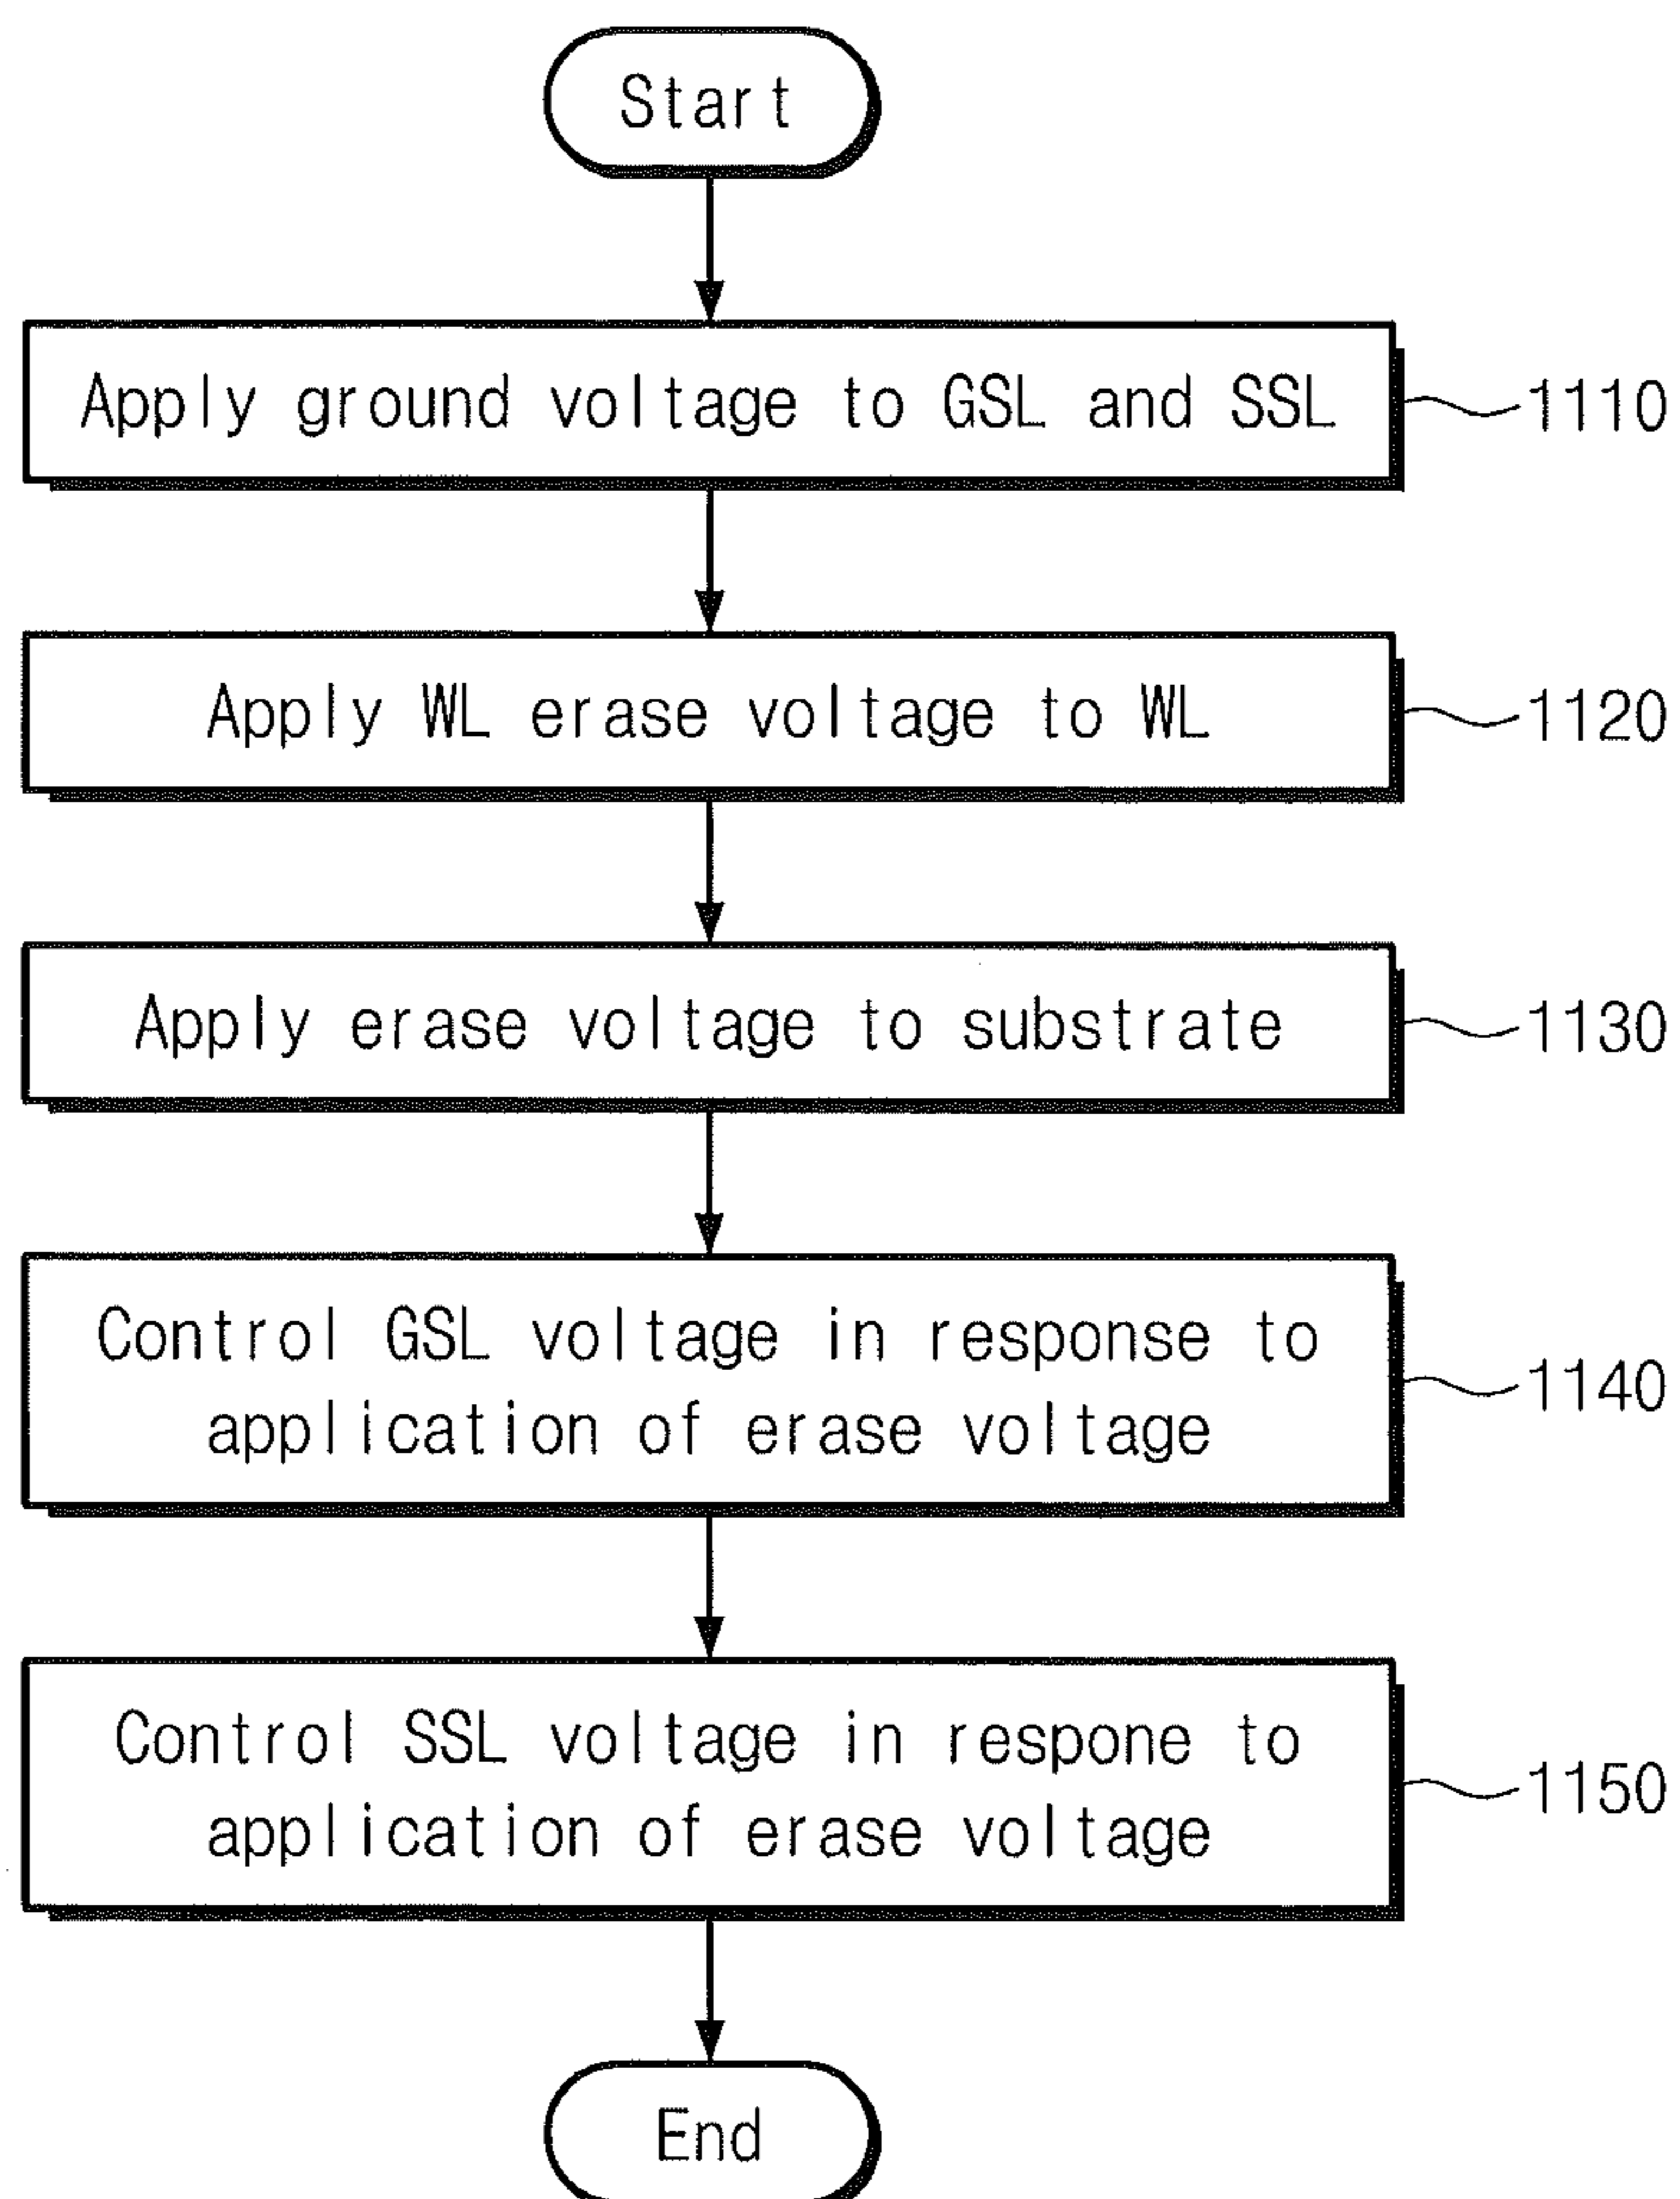 Start
Apply ground voltage to GSL and SSL
1110
Apply WL erase voltage to WL
1120
Apply erase voltage to substrate
1130
Control GSL voltage in response to
application of erase voltage
1140
Control SSL voltage in respone to
application of erase voltage
1150
End